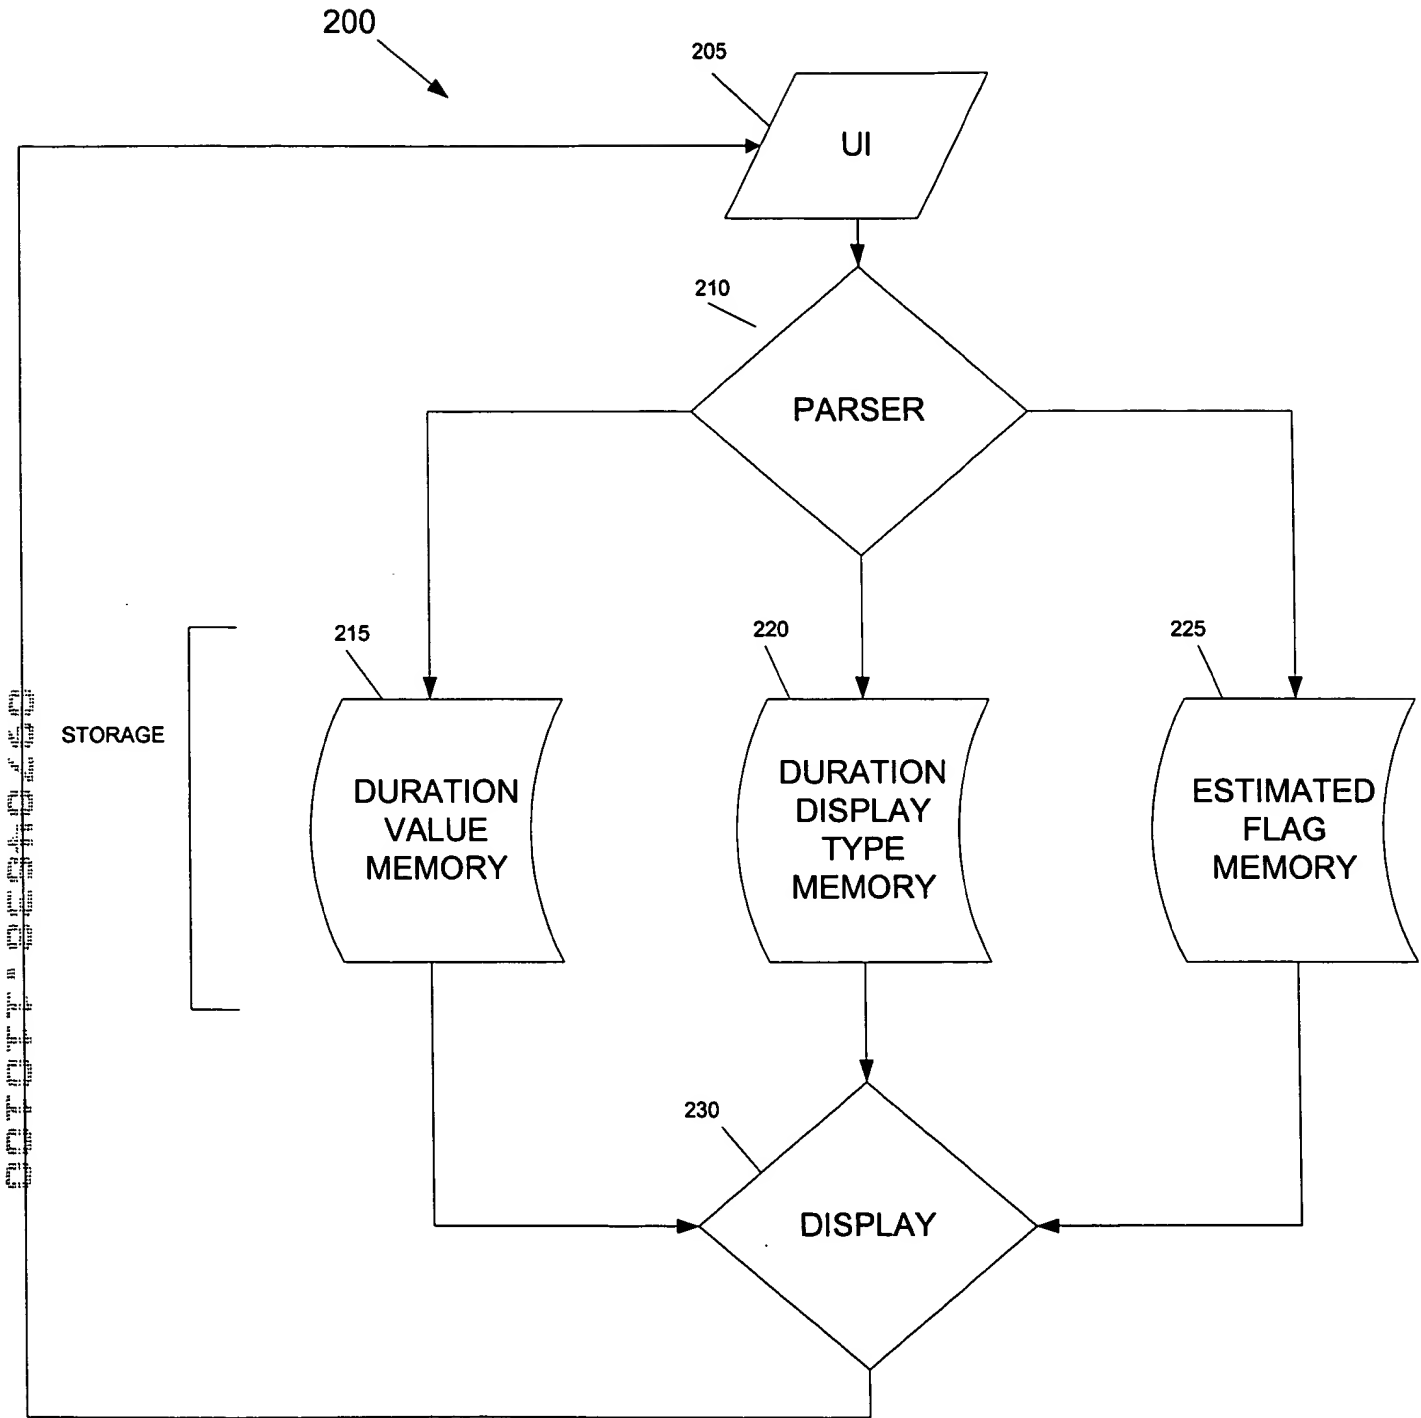 200
205
UI
210
PARSER
215
220
225
STORAGE
DURATION
VALUE
MEMORY
DURATION
DISPLAY
TYPE
MEMORY
ESTIMATED
FLAG
MEMORY
230
DISPLAY